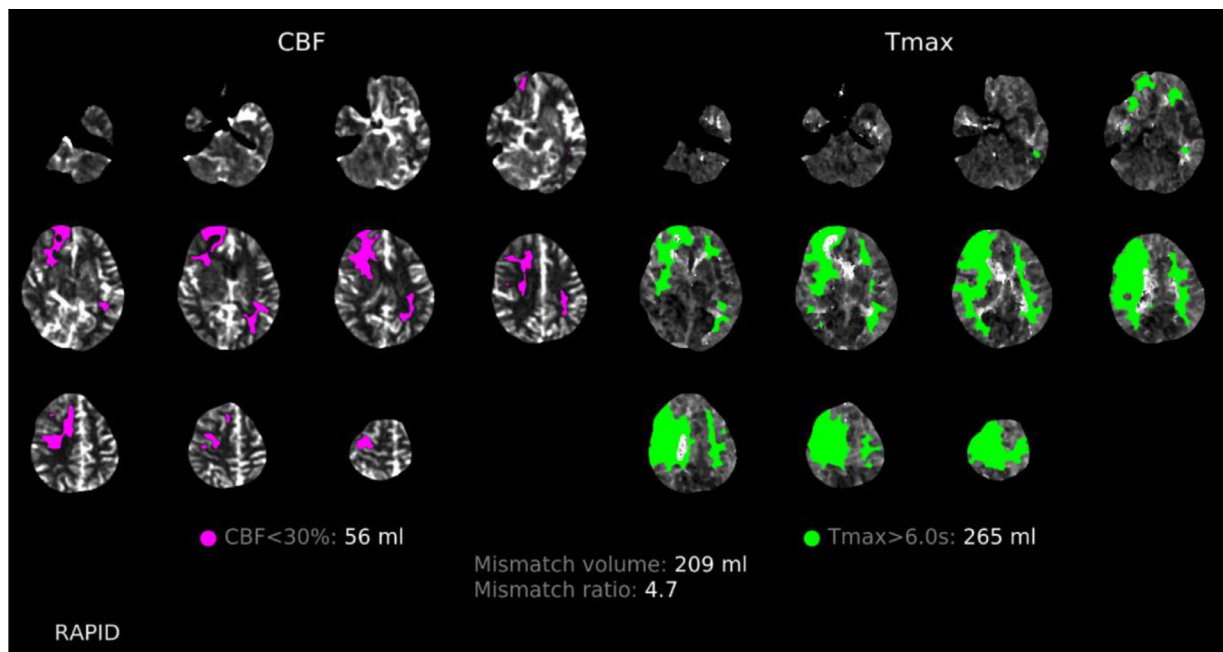 CBF
Tmax
CBF<30%: 56 ml
Tmax>6.0s: 265 ml
Mismatch volume: 209 ml
Mismatch ratio: 4.7
RAPID